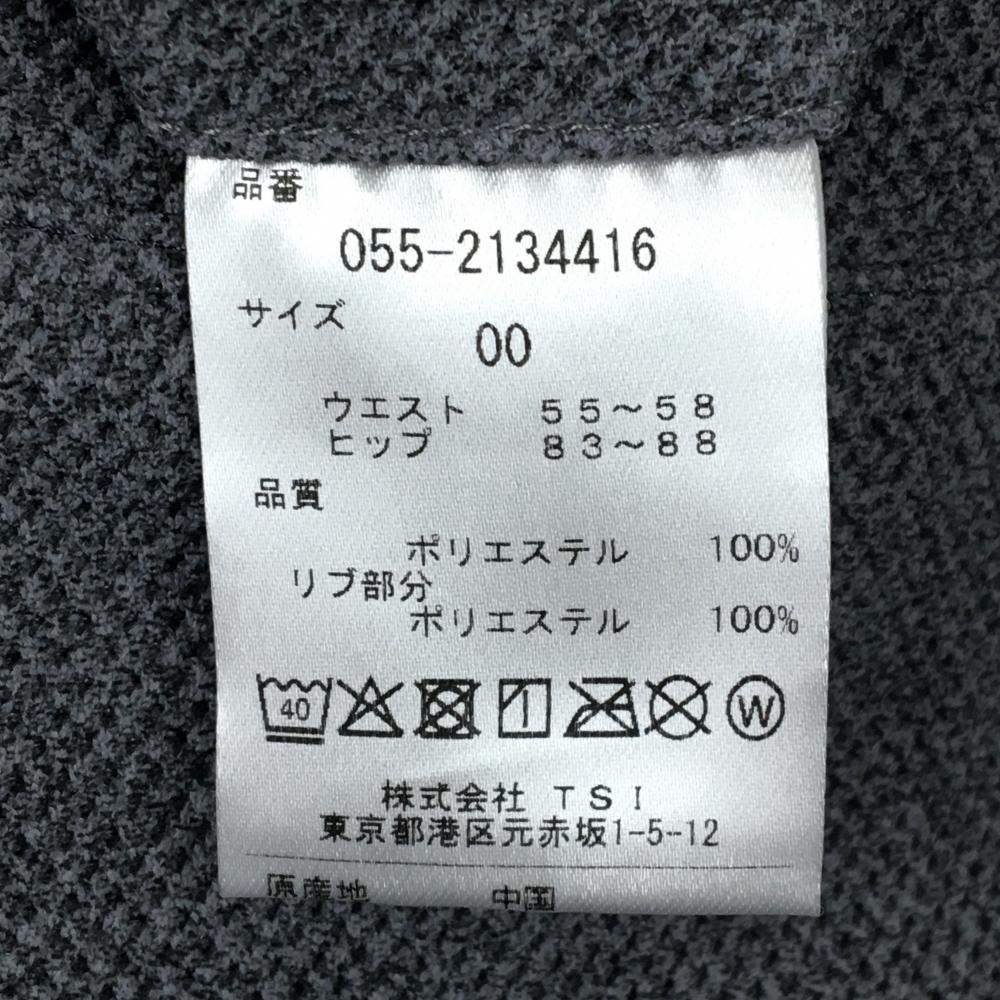 品番
055-2134416
サイズ
00
ウエスト 55～58
ヒップ 83～88
品質
ポリエステル 100%
リブ部分
ポリエステル 100%
40 W
株式会社 TSI
東京都港区元赤坂1-5-12
原産地 中国